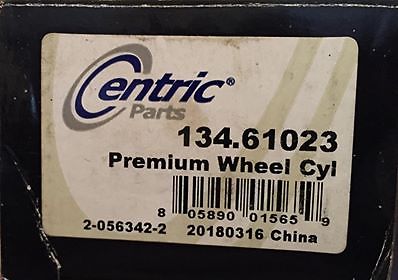 Centric®
Parts
134.61023
Premium Wheel Cyl
8 05890 01565 9
2-056342-2 20180316 China